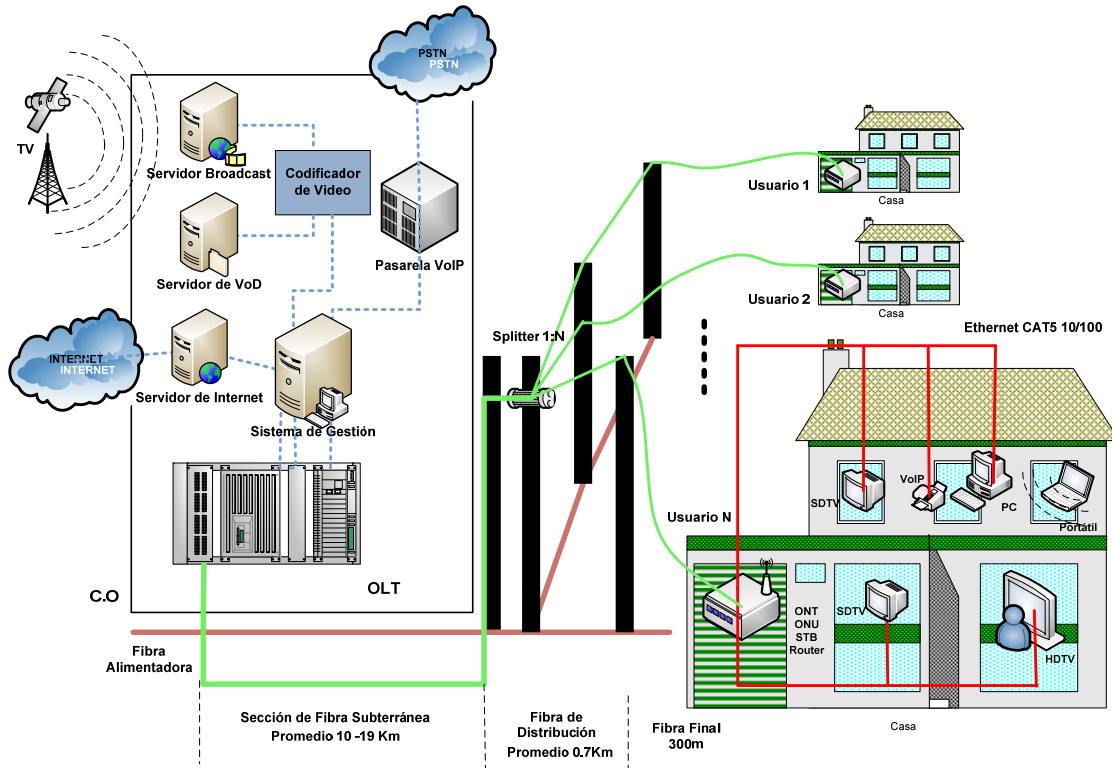 PSTN
PSTN
TV
Servidor Broadcast
Codificador
de Video
Servidor de VoD
Pasarela VoIP
INTERNET
INTERNET
Servidor de Internet
Sistema de Gestión
C.O
OLT
Splitter 1:N
Usuario 1
Casa
Usuario 2
Casa
Ethernet CAT5 10/100
SDTV
VoIP
PC
Portátil
Usuario N
ONT
ONU
STB
Router
SDTV
HDTV
Casa
Fibra
Alimentadora
Sección de Fibra Subterránea
Promedio 10 -19 Km
Fibra de
Distribución
Promedio 0.7Km
Fibra Final
300m